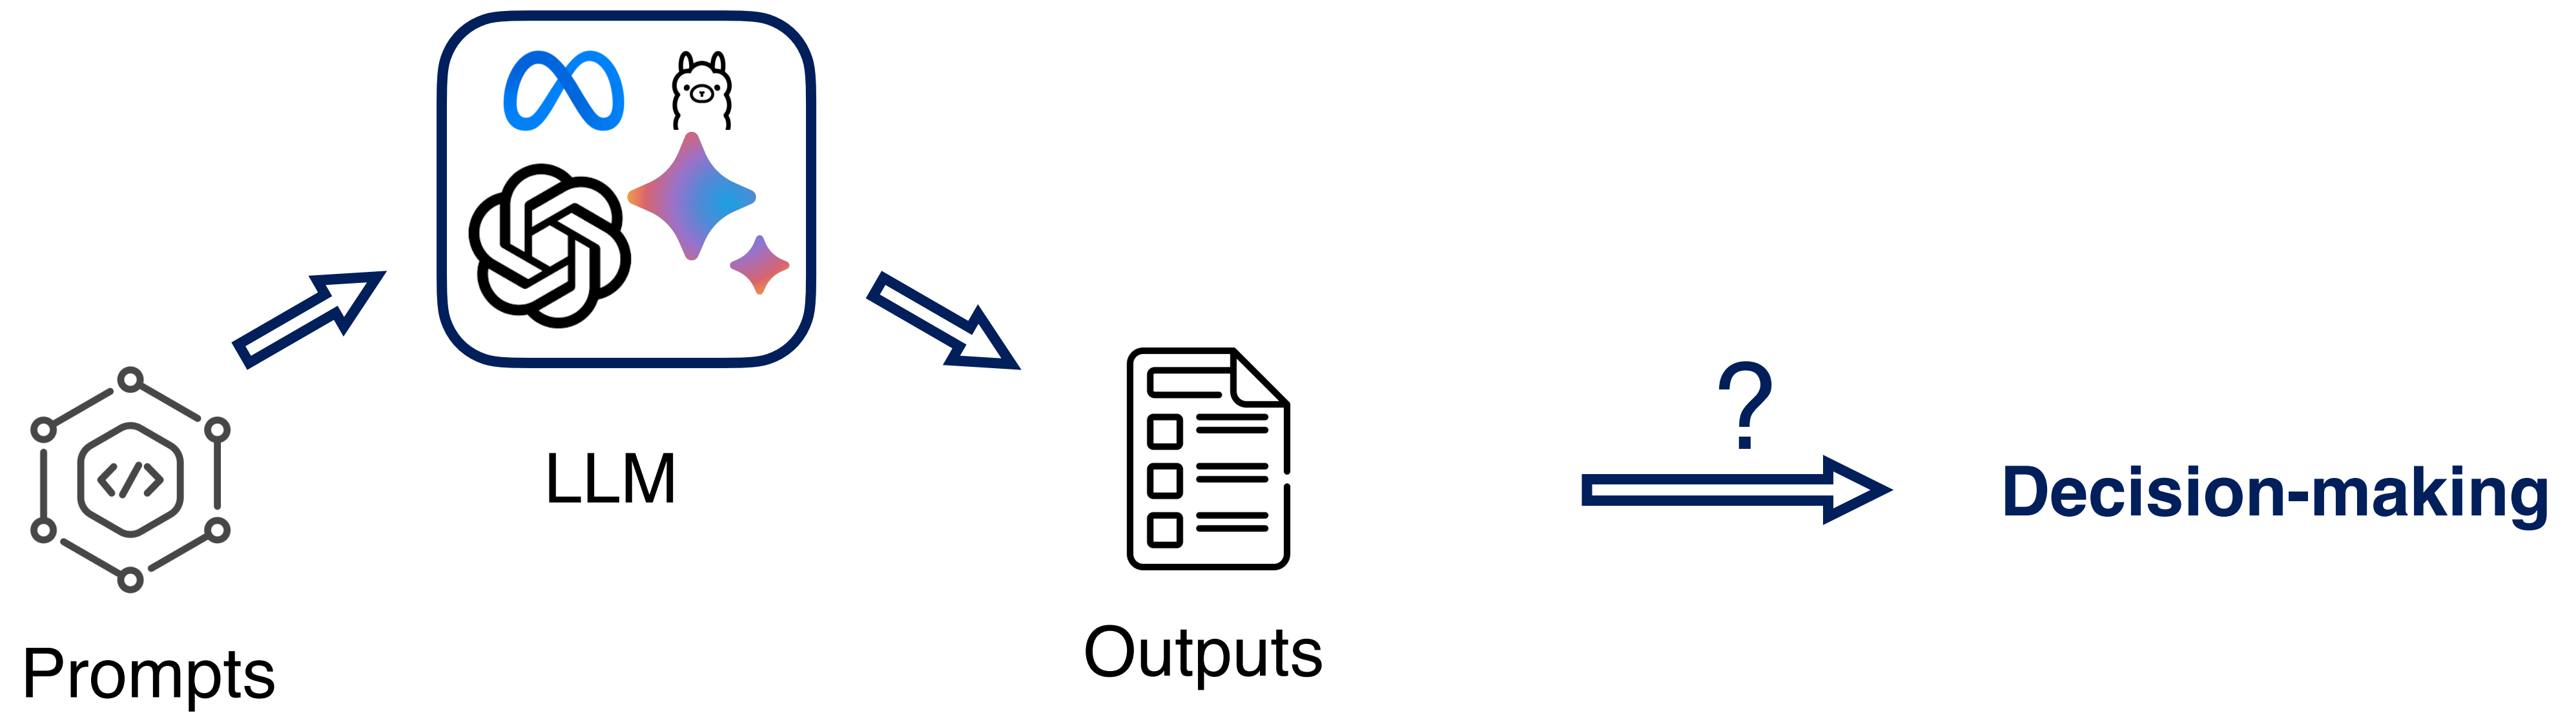 LLM
Prompts
Outputs
?
Decision-making